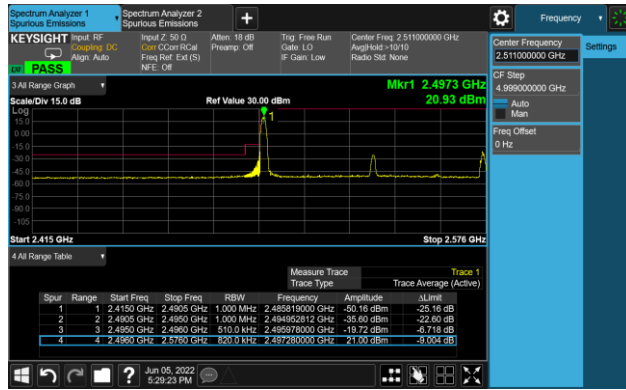 Spectrum Analyzer 1
Spurious Emissions
Spectrum Analyzer 2
Spurious Emissions
Frequency
KEYSIGHT
Input: RF
Coupling: DC
Align: Auto
Input Z: 50 Ω
Corr CCorr RCal
Freq Ref: Ext (S)
NFE: Off
Atten: 18 dB
Preamp: Off
Trig: Free Run
Gate: LO
IF Gain: Low
Center Freq: 2.511000000 GHz
Avg|Hold:>10/10
Radio Std: None
PASS
Center Frequency
2.511000000 GHz
Settings
CF Step
4.999000000 GHz
Auto
Man
Freq Offset
0 Hz
3 All Range Graph
Mkr1 2.4973 GHz
Scale/Div 15.0 dB
Ref Value 30.00 dBm
20.93 dBm
Log
15.0
0.00
-15.0
-30.0
-45.0
-60.0
-75.0
-90.0
-105
1
Start 2.415 GHz
Stop 2.576 GHz
4 All Range Table
Measure Trace Trace 1
Trace Type Trace Average (Active)
Spur Range Start Freq Stop Freq RBW Frequency Amplitude ΔLimit
1 1 2.4150 GHz 2.4905 GHz 1.000 MHz 2.485819000 GHz -50.16 dBm -25.16 dB
2 2 2.4905 GHz 2.4950 GHz 1.000 MHz 2.494952812 GHz -35.60 dBm -22.60 dB
3 3 2.4950 GHz 2.4960 GHz 510.0 kHz 2.495978000 GHz -19.72 dBm -6.718 dB
4 4 2.4960 GHz 2.5760 GHz 820.0 kHz 2.497280000 GHz 21.00 dBm -9.004 dB
Jun 05, 2022
5:29:23 PM